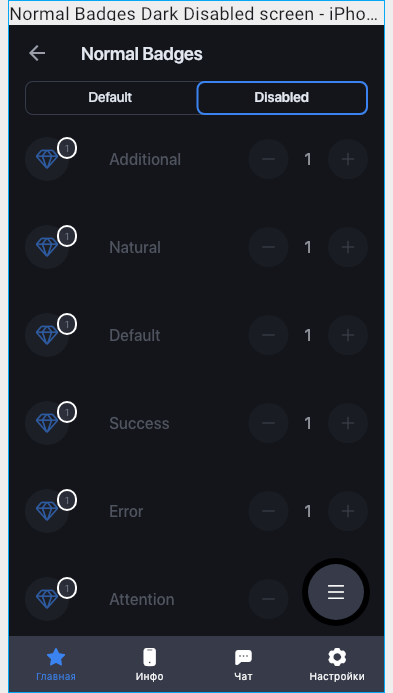 Normal Badges Dark Disabled screen - iPho...
Normal Badges
Default Disabled
1 Additional 1
1 Natural 1
1 Default 1
1 Success 1
1 Error 1
1 Attention
Главная Инфо Чат Настройки